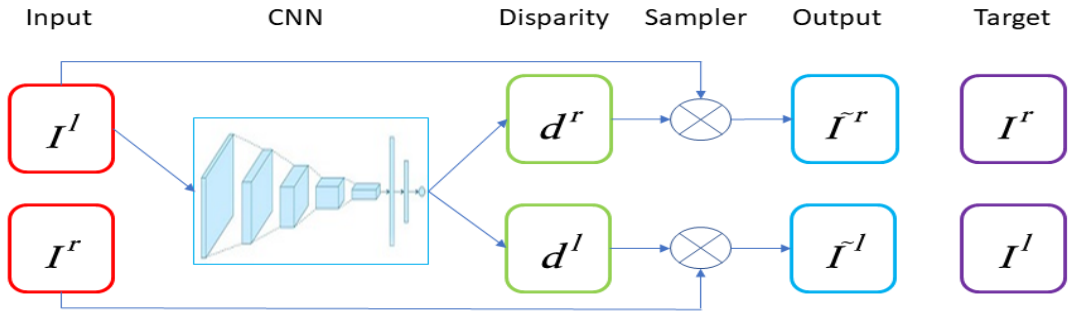 Input CNN Disparity Sampler Output Target
I^l d^r Ĩ^r I^r
I^r d^l Ĩ^l I^l